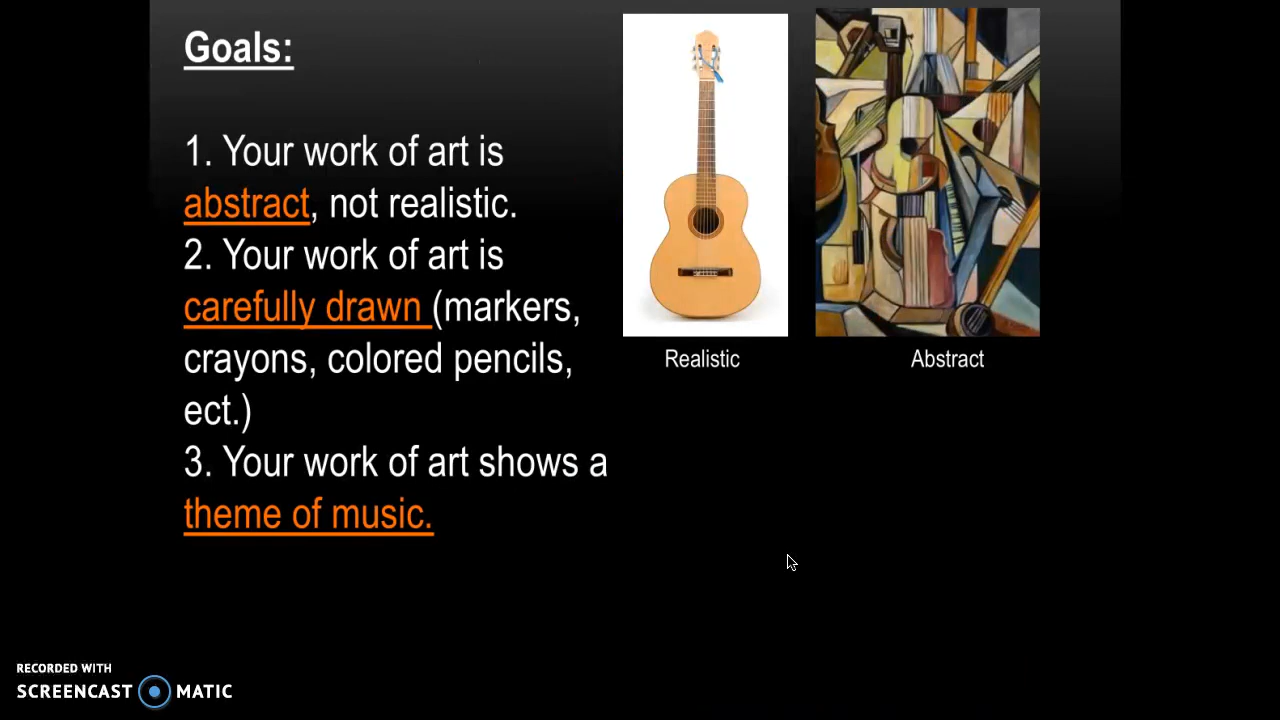 Goals:
1. Your work of art is
abstract, not realistic.
2. Your work of art is
carefully drawn (markers,
crayons, colored pencils,
ect.)
3. Your work of art shows a
theme of music.
Realistic
Abstract
RECORDED WITH
SCREENCAST MATIC